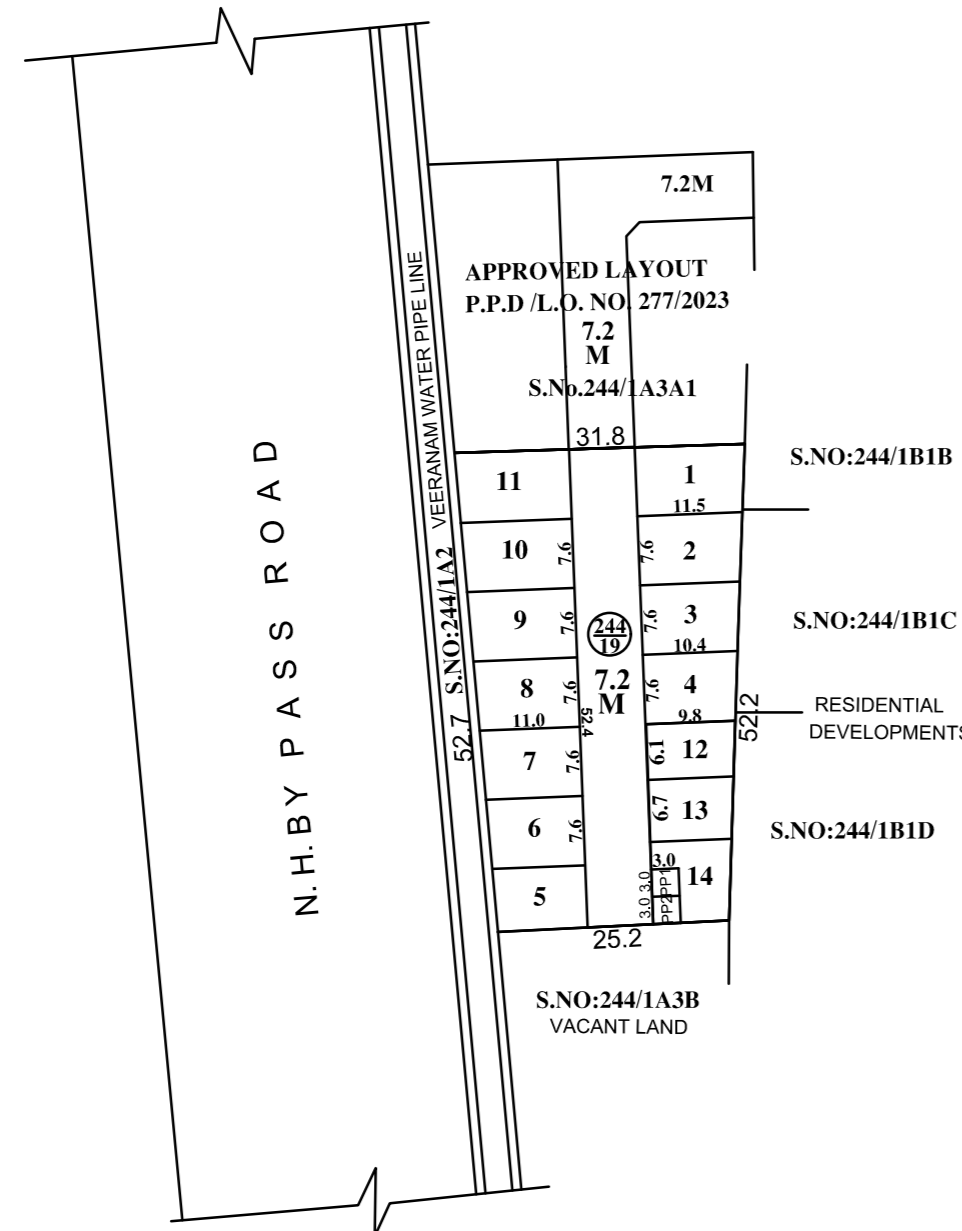 7.2M
APPROVED LAYOUT
P.P.D /L.O. NO. 277/2023
7.2
M
S.No.244/1A3A1
31.8
S.NO:244/1B1B
11
1
11.5
10
7.6
7.6
2
9
7.6
244
19
7.6
3
10.4
S.NO:244/1B1C
8
11.0
7.6
52.4
7.2
M
7.6
4
9.8
52.2
RESIDENTIAL
DEVELOPMENTS
7
7.6
6.1
12
6
7.6
6.7
13
S.NO:244/1B1D
5
3.0
3.0
3.0
PP1
PP2
14
25.2
S.NO:244/1A3B
VACANT LAND
N.H.BY PASS ROAD
52.7
S.NO:244/1A2
VEERANAM WATER PIPE LINE